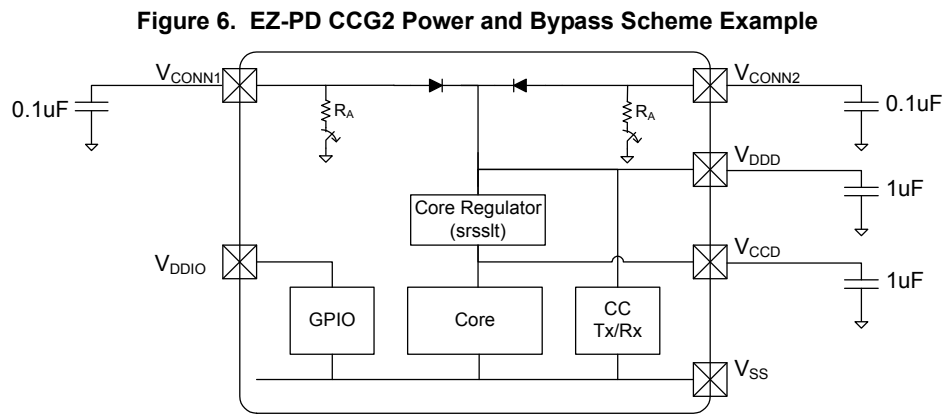 Figure 6.  EZ-PD CCG2 Power and Bypass Scheme Example
VCONN1
VCONN2
0.1uF
RA
RA
0.1uF
VDDD
1uF
Core Regulator
(srsslt)
VDDIO
VCCD
1uF
GPIO
Core
CC
Tx/Rx
VSS